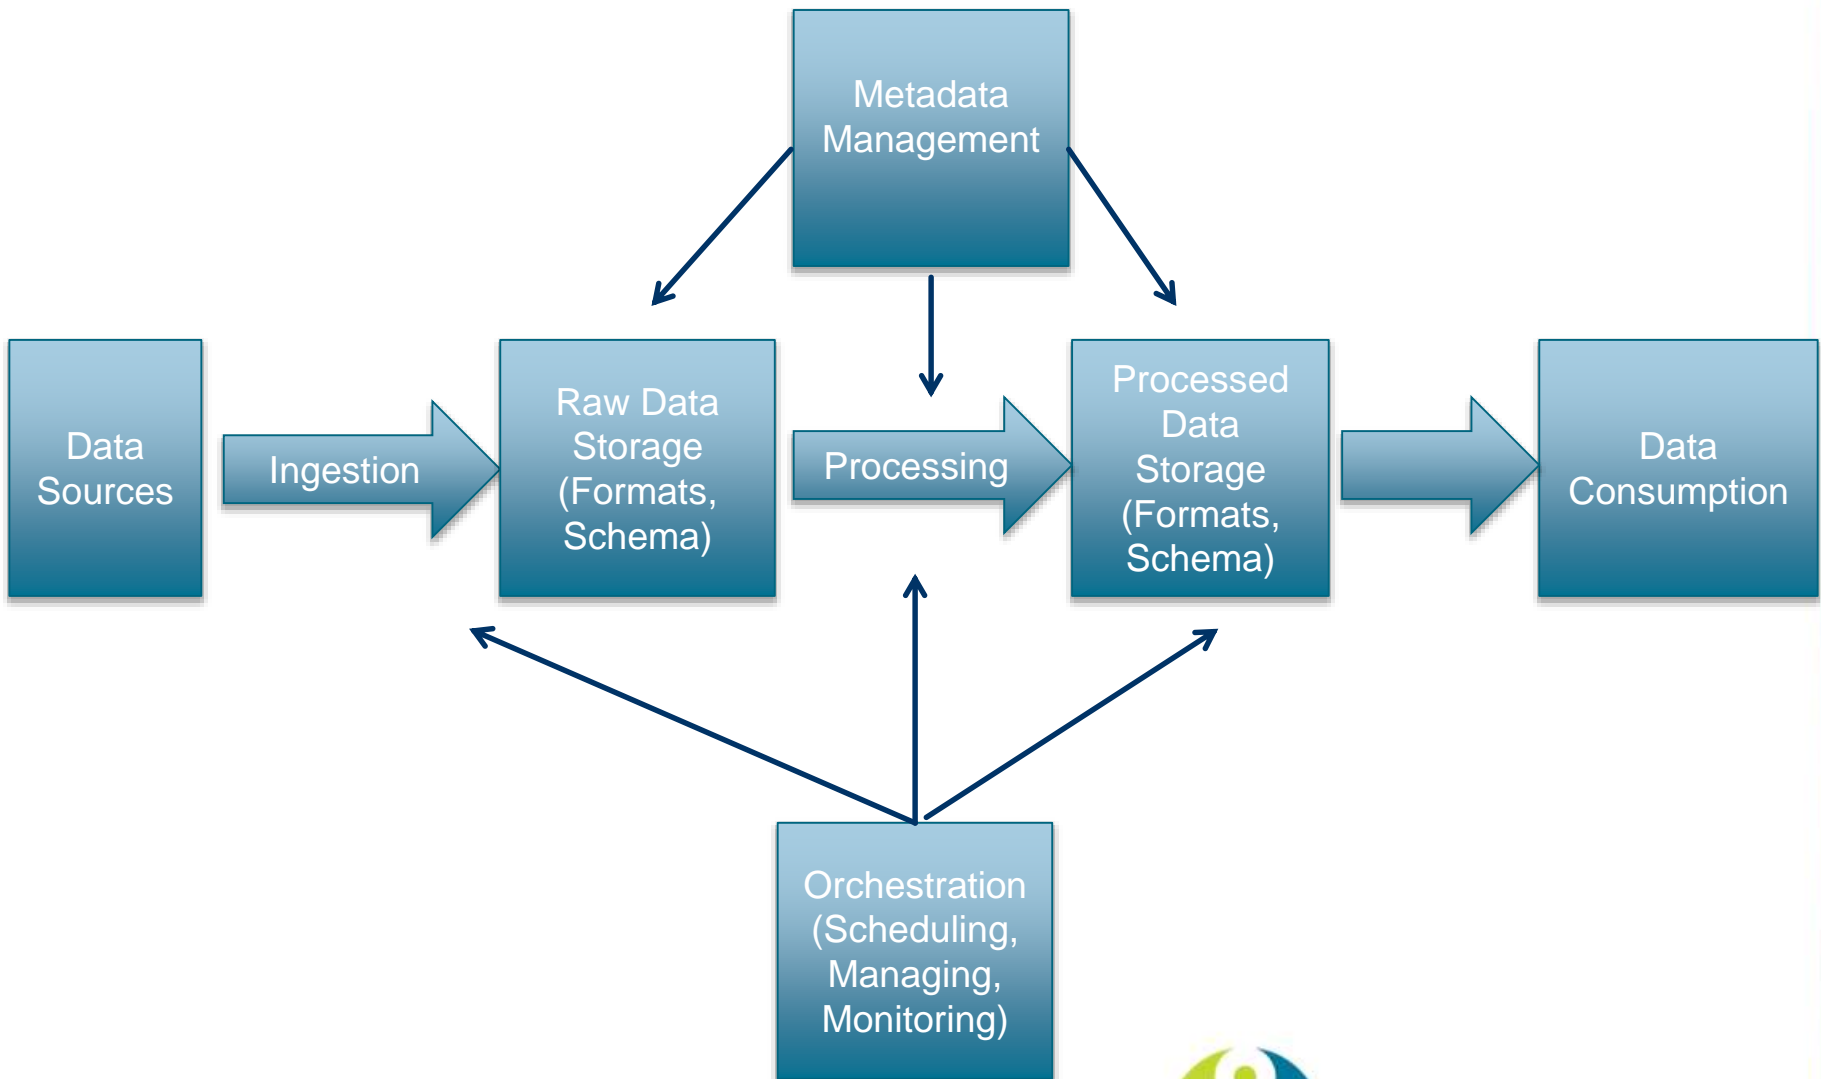 Metadata
Management
Data
Sources
Ingestion
Raw Data
Storage
(Formats,
Schema)
Processing
Processed
Data
Storage
(Formats,
Schema)
Data
Consumption
Orchestration
(Scheduling,
Managing,
Monitoring)